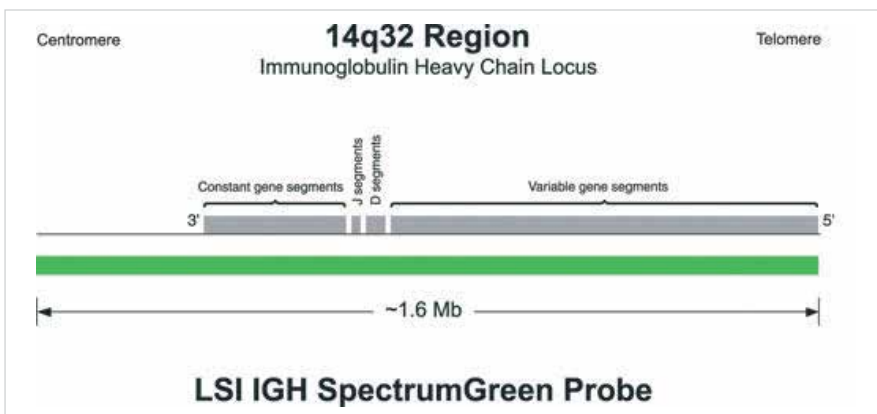 Centromere
14q32 Region
Telomere
Immunoglobulin Heavy Chain Locus
Constant gene segments
J segments
D segments
Variable gene segments
3'
5'
~1.6 Mb
LSI IGH SpectrumGreen Probe